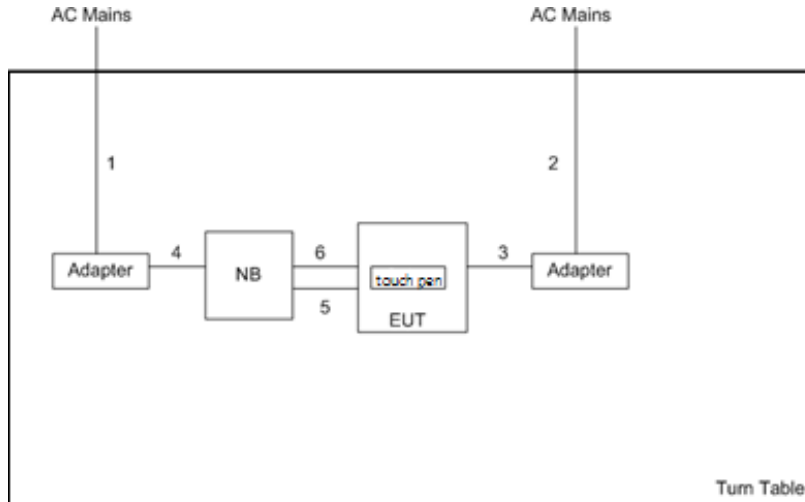 AC Mains
AC Mains
1
2
Adapter
4
NB
6
5
touch pen
EUT
3
Adapter
Turn Table